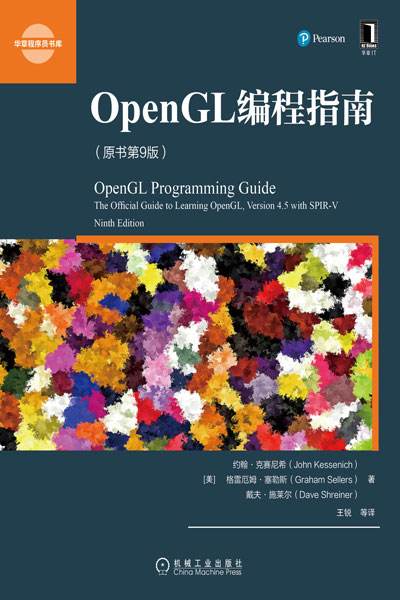 华章程序员书库
Pearson
华章IT
OpenGL编程指南
（原书第9版）
OpenGL Programming Guide
The Official Guide to Learning OpenGL, Version 4.5 with SPIR-V
Ninth Edition
约翰·克赛尼希（John Kessenich）
[美] 格雷厄姆·塞勒斯（Graham Sellers） 著
戴夫·施莱尔（Dave Shreiner）
王锐 等译
机械工业出版社
China Machine Press